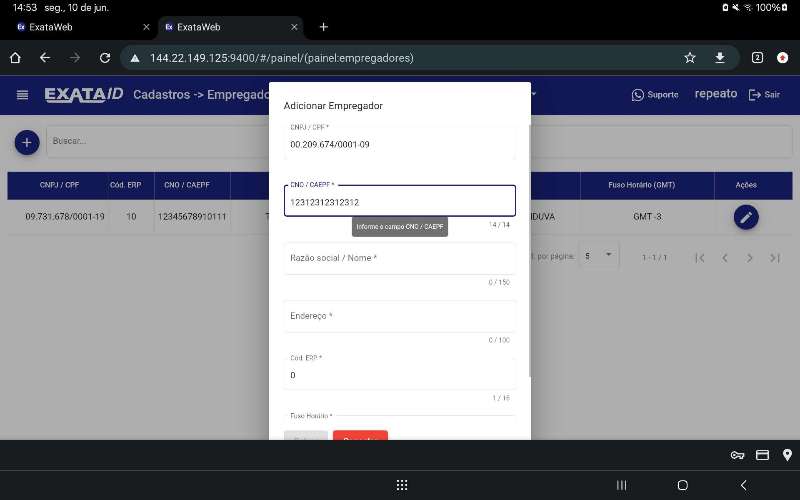 14:53 seg., 10 de jun.
100%
Ex ExataWeb
Ex ExataWeb
144.22.149.125:9400/#/painel/(painel:empregadores)
2
EXATAID Cadastros -> Empregado
Suporte
repeato
Sair
Adicionar Empregador
Buscar...
CNPJ / CPF *
00.209.674/0001-09
CNPJ / CPF
Cód. ERP
CNO / CAEPF
Fuso Horário (GMT)
Ações
CNO / CAEPF *
12312312312312
14 / 14
Informe o campo CNO / CAEPF
09.731.678/0001-19
10
12345678910111
DUVA
GMT -3
por página:
5
1 - 1 / 1
Razão social / Nome *
0 / 150
Endereço *
0 / 100
Cód. ERP *
0
1 / 16
Fuso Horário *